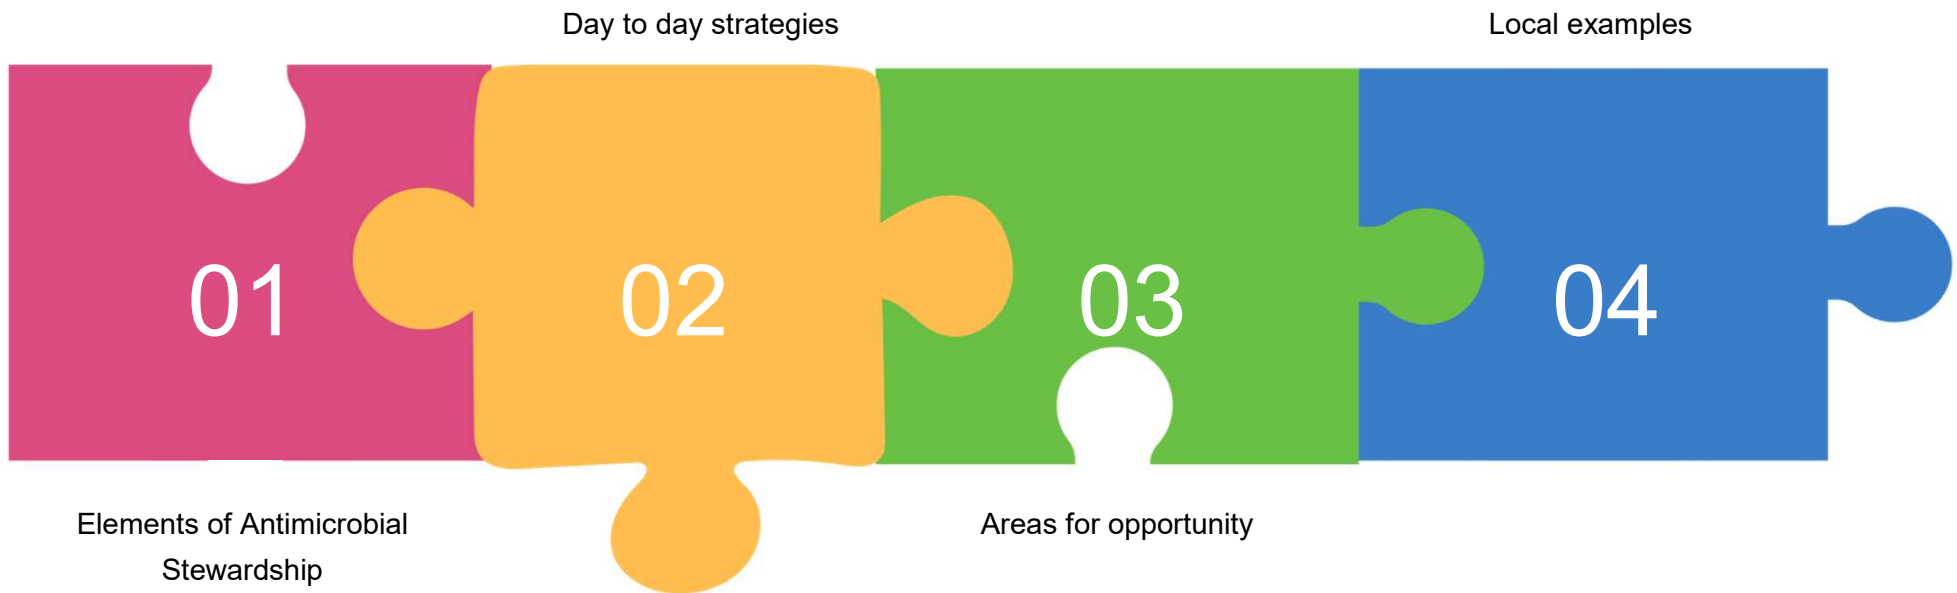 Day to day strategies
Local examples
01
02
03
04
Elements of Antimicrobial
Stewardship
Areas for opportunity